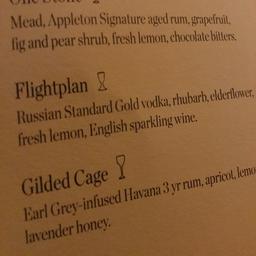 One Stone
Mead, Appleton Signature aged rum, grapefruit,
fig and pear shrub, fresh lemon, chocolate bitters.
Flightplan
Russian Standard Gold vodka, rhubarb, elderflower,
fresh lemon, English sparkling wine.
Gilded Cage
Earl Grey-infused Havana 3 yr rum, apricot, lemo
lavender honey.